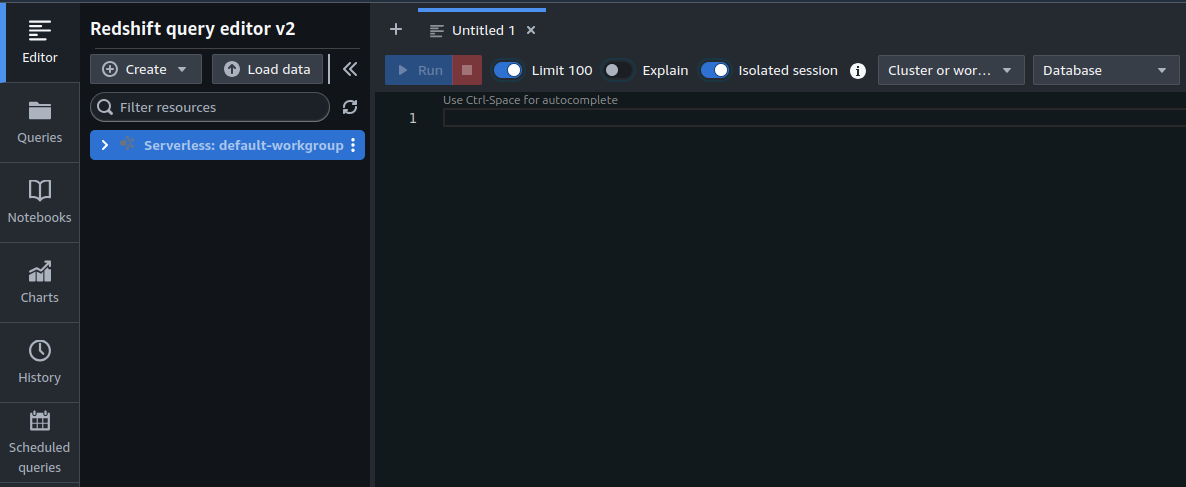 Editor
Queries
Notebooks
Charts
History
Scheduled
queries
Redshift query editor v2
Create
Load data
Filter resources
Serverless: default-workgroup
Untitled 1
Run
Limit 100
Explain
Isolated session
Cluster or wor...
Database
Use Ctrl-Space for autocomplete
1